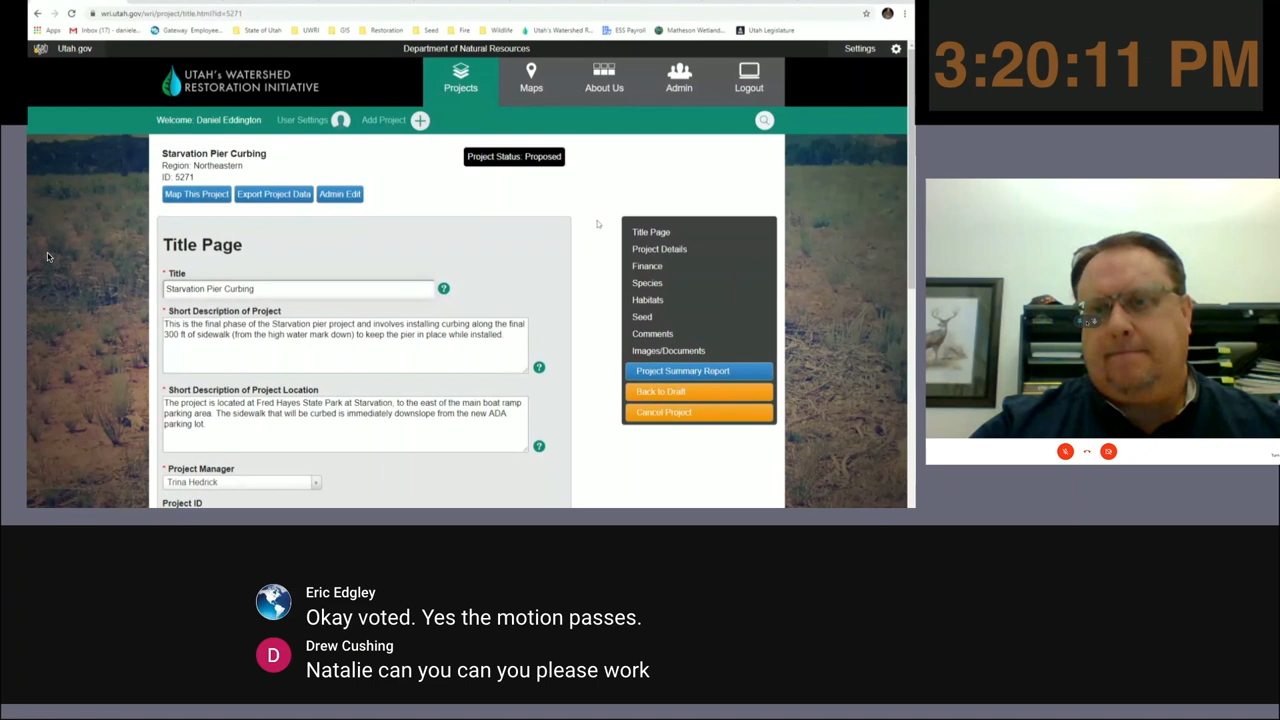 wri.utah.gov/wri/project/title.html?id=5271
Apps
Inbox (17) - daniele...
Gateway Employee...
State of Utah
UWRI
GIS
Restoration
Seed
Fire
Wildlife
Utah's Watershed R...
ESS Payroll
Matheson Wetland...
Utah Legislature
Utah.gov
Department of Natural Resources
Settings
3:20:11 PM
UTAH'S WATERSHED
RESTORATION INITIATIVE
Projects
Maps
About Us
Admin
Logout
Welcome: Daniel Eddington
User Settings
Add Project
Starvation Pier Curbing
Region: Northeastern
ID: 5271
Project Status: Proposed
Map This Project
Export Project Data
Admin Edit
Title Page
* Title
Starvation Pier Curbing
* Short Description of Project
This is the final phase of the Starvation pier project and involves installing curbing along the final
300 ft of sidewalk (from the high water mark down) to keep the pier in place while installed.
* Short Description of Project Location
The project is located at Fred Hayes State Park at Starvation, to the east of the main boat ramp
parking area. The sidewalk that will be curbed is immediately downslope from the new ADA
parking lot.
* Project Manager
Trina Hedrick
Project ID
Title Page
Project Details
Finance
Species
Habitats
Seed
Comments
Images/Documents
Project Summary Report
Back to Draft
Cancel Project
Eric Edgley
Okay voted. Yes the motion passes.
D
Drew Cushing
Natalie can you can you please work